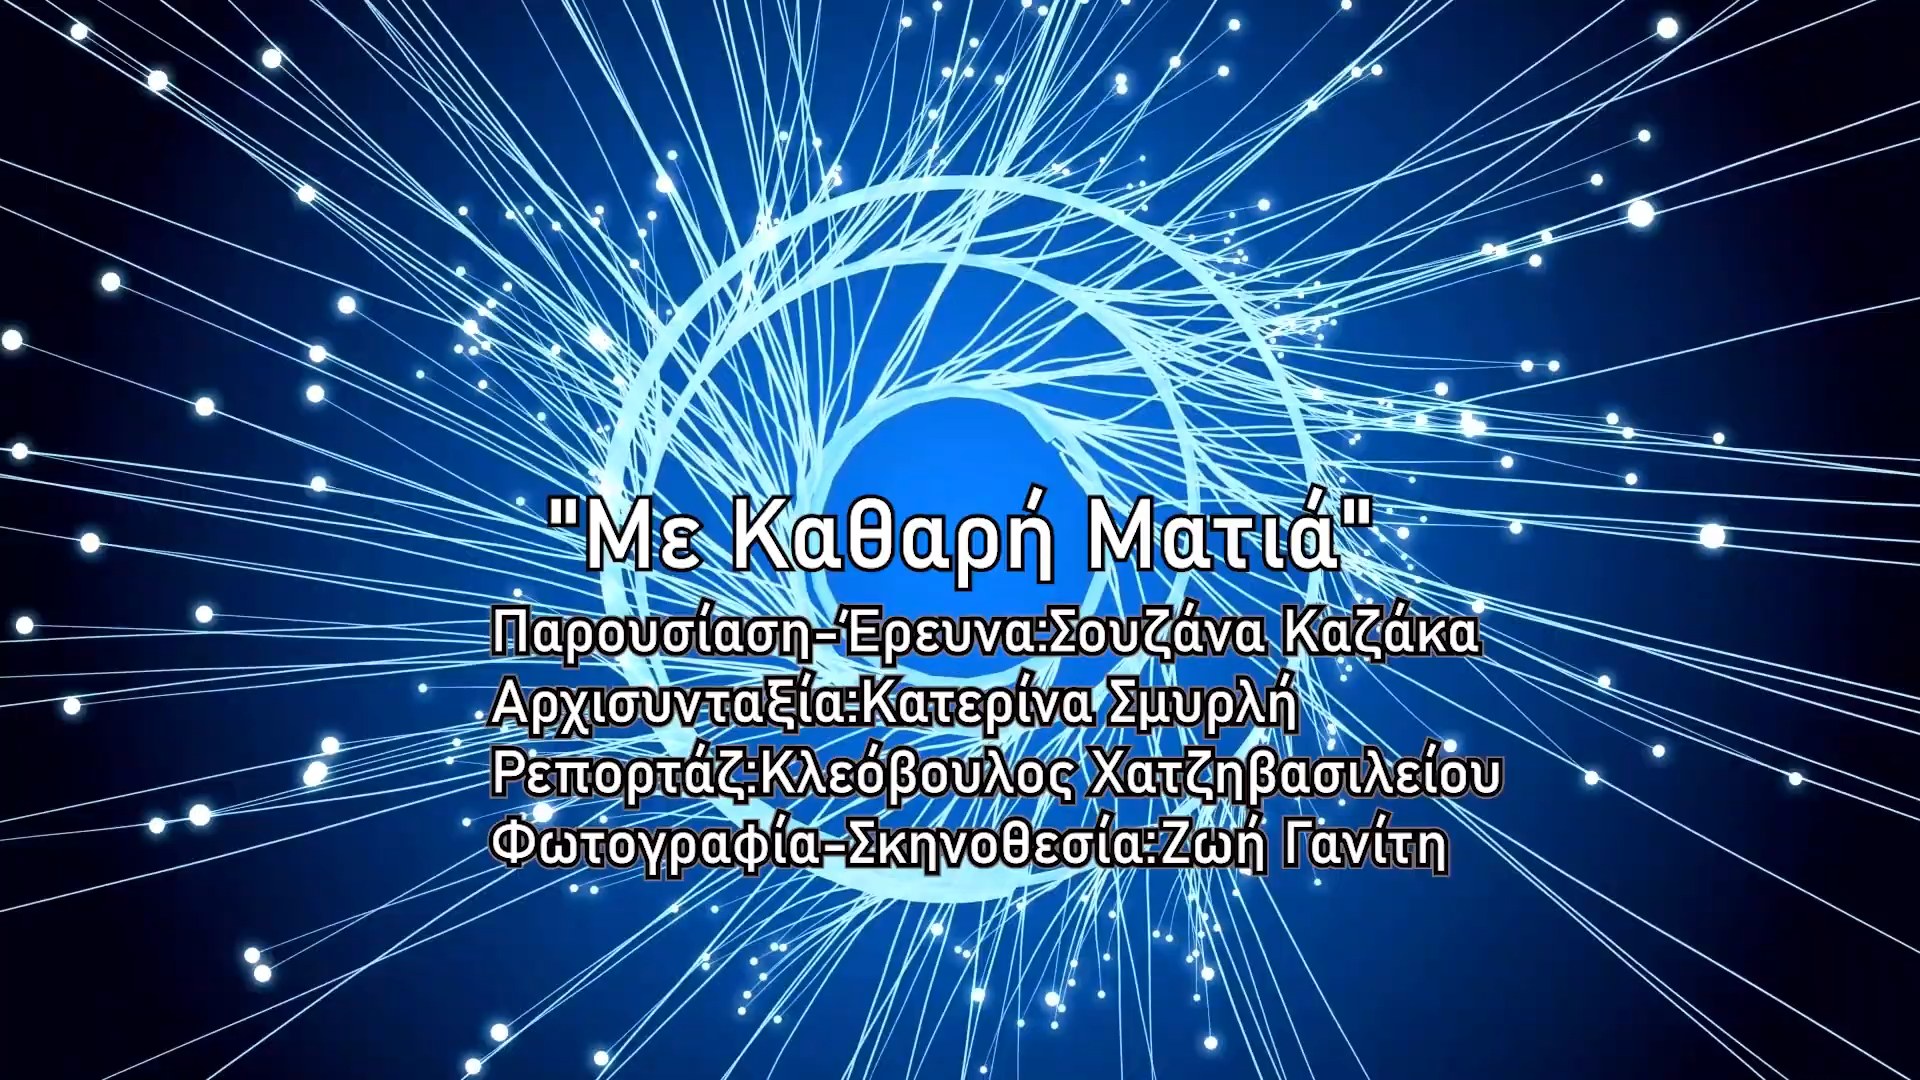 "Με Καθαρή Ματιά"
Παρουσίαση-Έρευνα:Σουζάνα Καζάκα
Αρχισυνταξία:Κατερίνα Σμυρλή
Ρεπορτάζ:Κλεόβουλος Χατζηβασιλείου
Φωτογραφία-Σκηνοθεσία:Ζωή Γανίτη